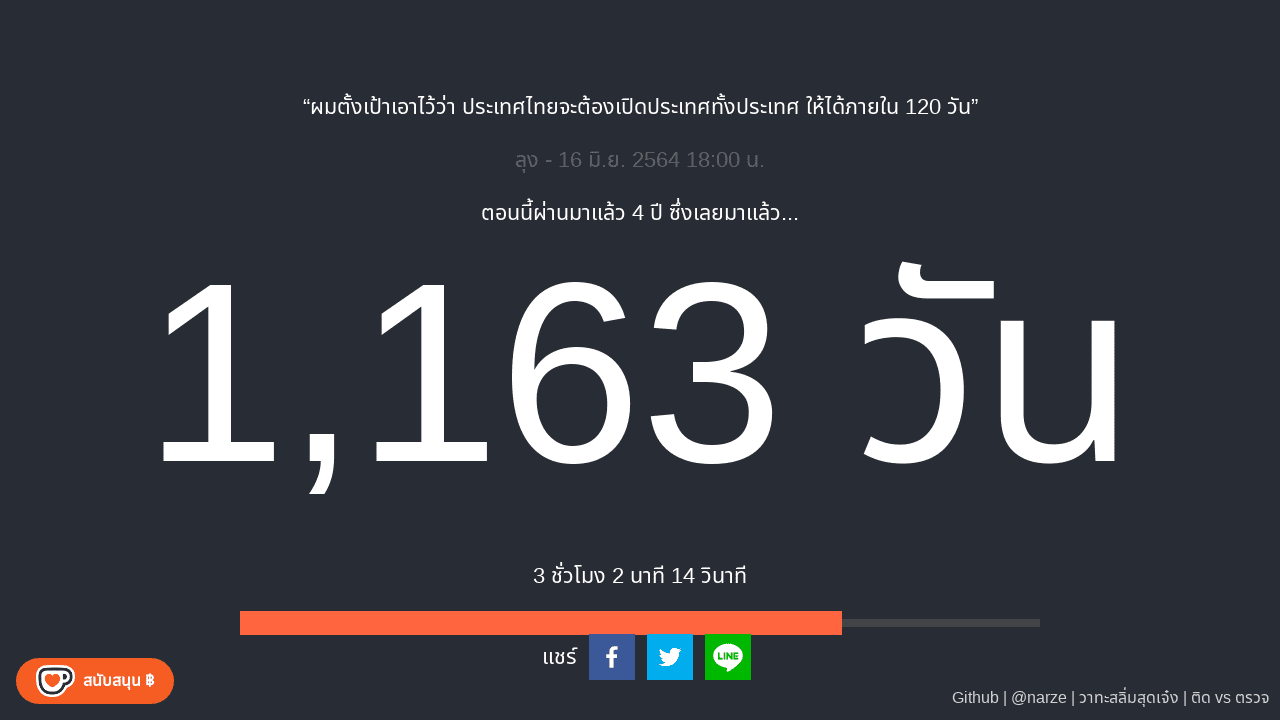 “ผมตั้งเป้าเอาไว้ว่า ประเทศไทยจะต้องเปิดประเทศทั้งประเทศ ให้ได้ภายใน 120 วัน”
ลุง - 16 มิ.ย. 2564 18:00 น.
ตอนนี้ผ่านมาแล้ว 4 ปี ซึ่งเลยมาแล้ว...
1,163 วัน
3 ชั่วโมง 2 นาที 14 วินาที
แชร์
LINE
สนับสนุน ฿
Github | @narze | วาทะสลิ่มสุดเจ๋ง | ติด vs ตรวจ